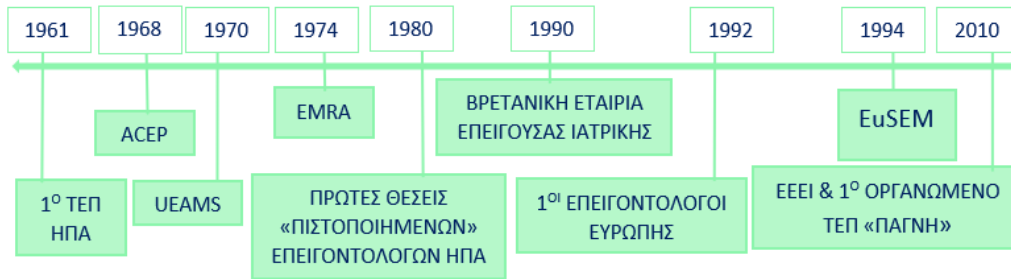 1961 1968 1970 1974 1980 1990 1992 1994 2010
ACEP
EMRA
ΒΡΕΤΑΝΙΚΗ ΕΤΑΙΡΙΑ
ΕΠΕΙΓΟΥΣΑΣ ΙΑΤΡΙΚΗΣ
EuSEM
1Ο ΤΕΠ
ΗΠΑ
UEAMS
ΠΡΩΤΕΣ ΘΕΣΕΙΣ
«ΠΙΣΤΟΠΟΙΗΜΕΝΩΝ»
ΕΠΕΙΓΟΝΤΟΛΟΓΩΝ ΗΠΑ
1ΟΙ ΕΠΕΙΓΟΝΤΟΛΟΓΟΙ
ΕΥΡΩΠΗΣ
ΕΕΕΙ & 1Ο ΟΡΓΑΝΩΜΕΝΟ
ΤΕΠ «ΠΑΓΝΗ»